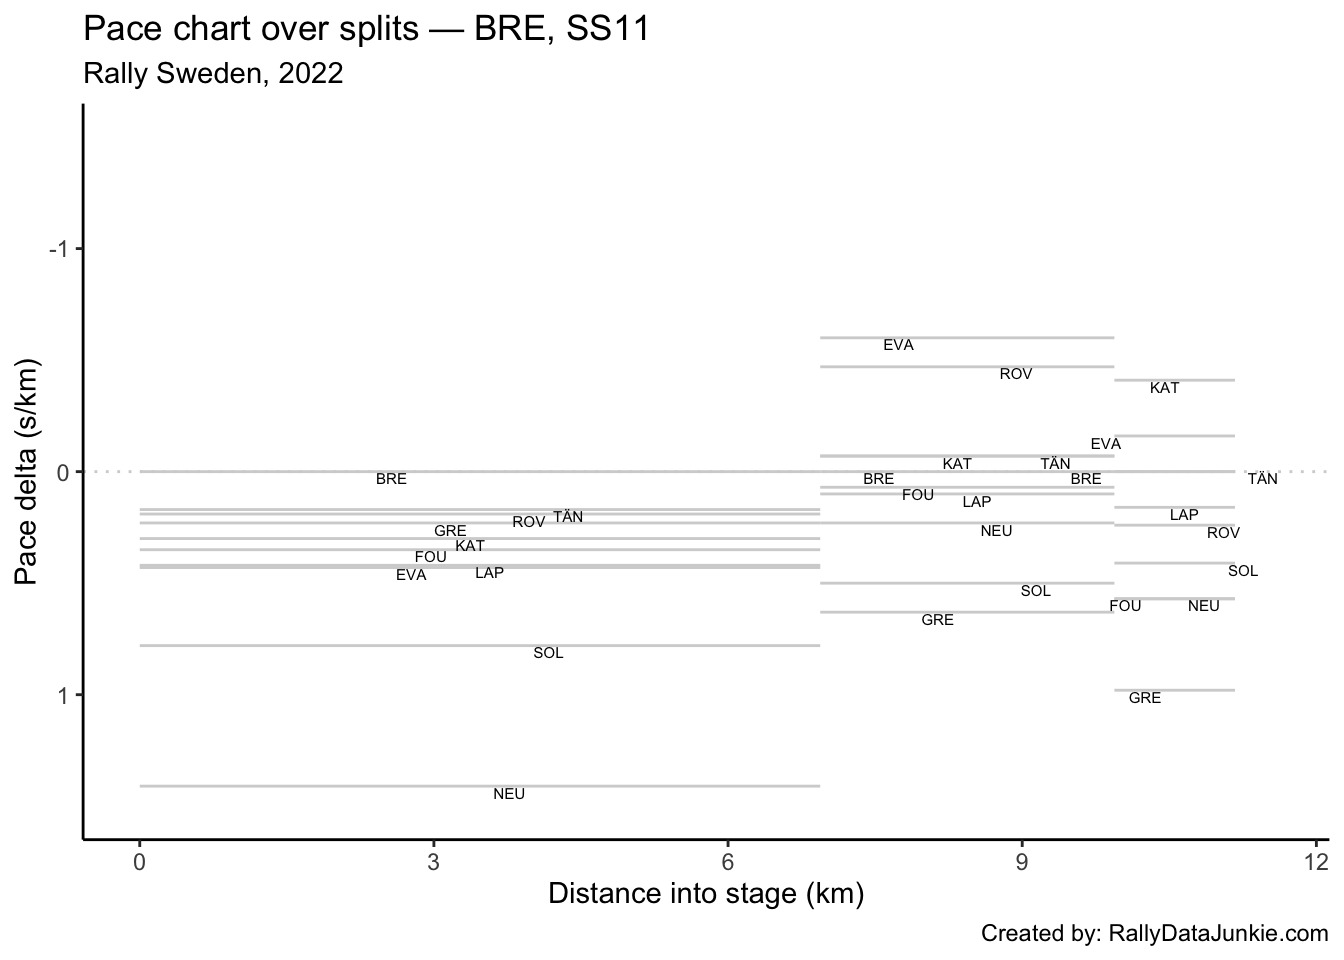 Pace chart over splits — BRE, SS11
Rally Sweden, 2022
Pace delta (s/km)
-1
0
1
EVA
ROV
KAT
EVA
KAT
TÄN
BRE
BRE
BRE
TÄN
FOU
LAP
LAP
ROV
TÄN
GRE
NEU
ROV
KAT
FOU
EVA
LAP
SOL
SOL
FOU
NEU
GRE
SOL
GRE
NEU
0
3
6
9
12
Distance into stage (km)
Created by: RallyDataJunkie.com